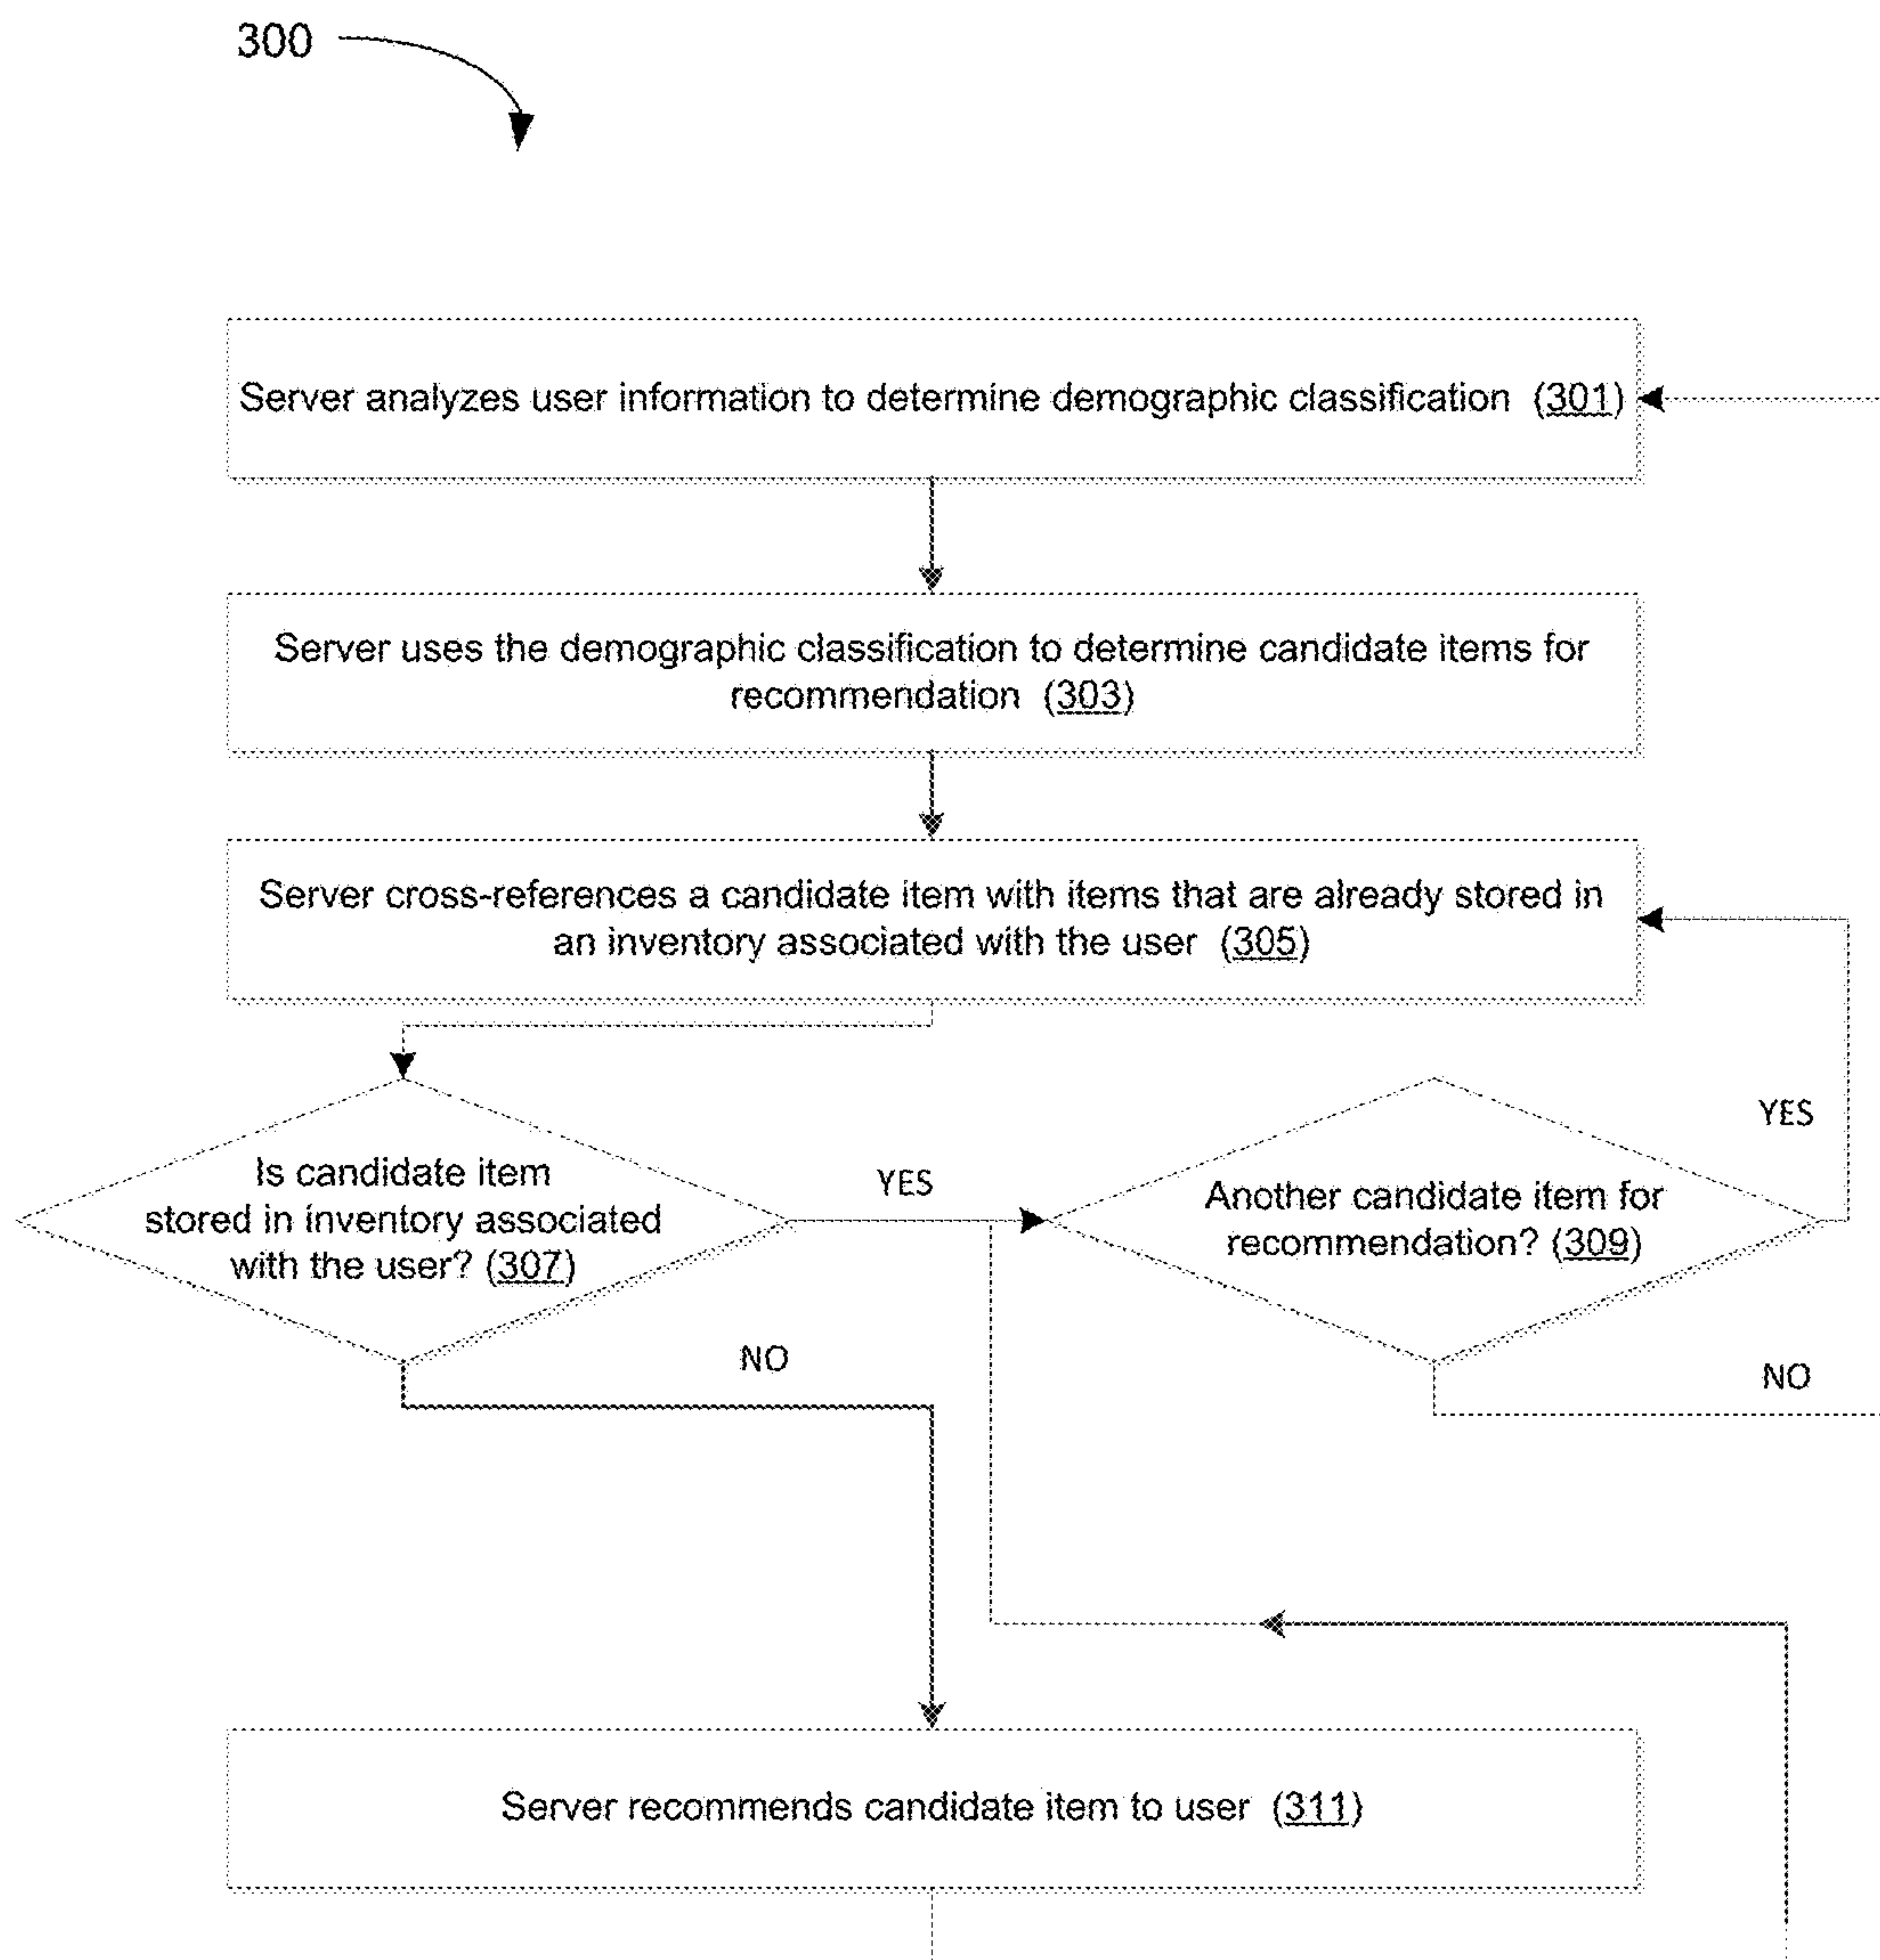 300
Server analyzes user information to determine demographic classification (301)
Server uses the demographic classification to determine candidate items for
recommendation (303)
Server cross-references a candidate item with items that are already stored in
an inventory associated with the user (305)
Is candidate item
stored in inventory associated
with the user? (307)
YES
Another candidate item for
recommendation? (309)
YES
NO
NO
Server recommends candidate item to user (311)